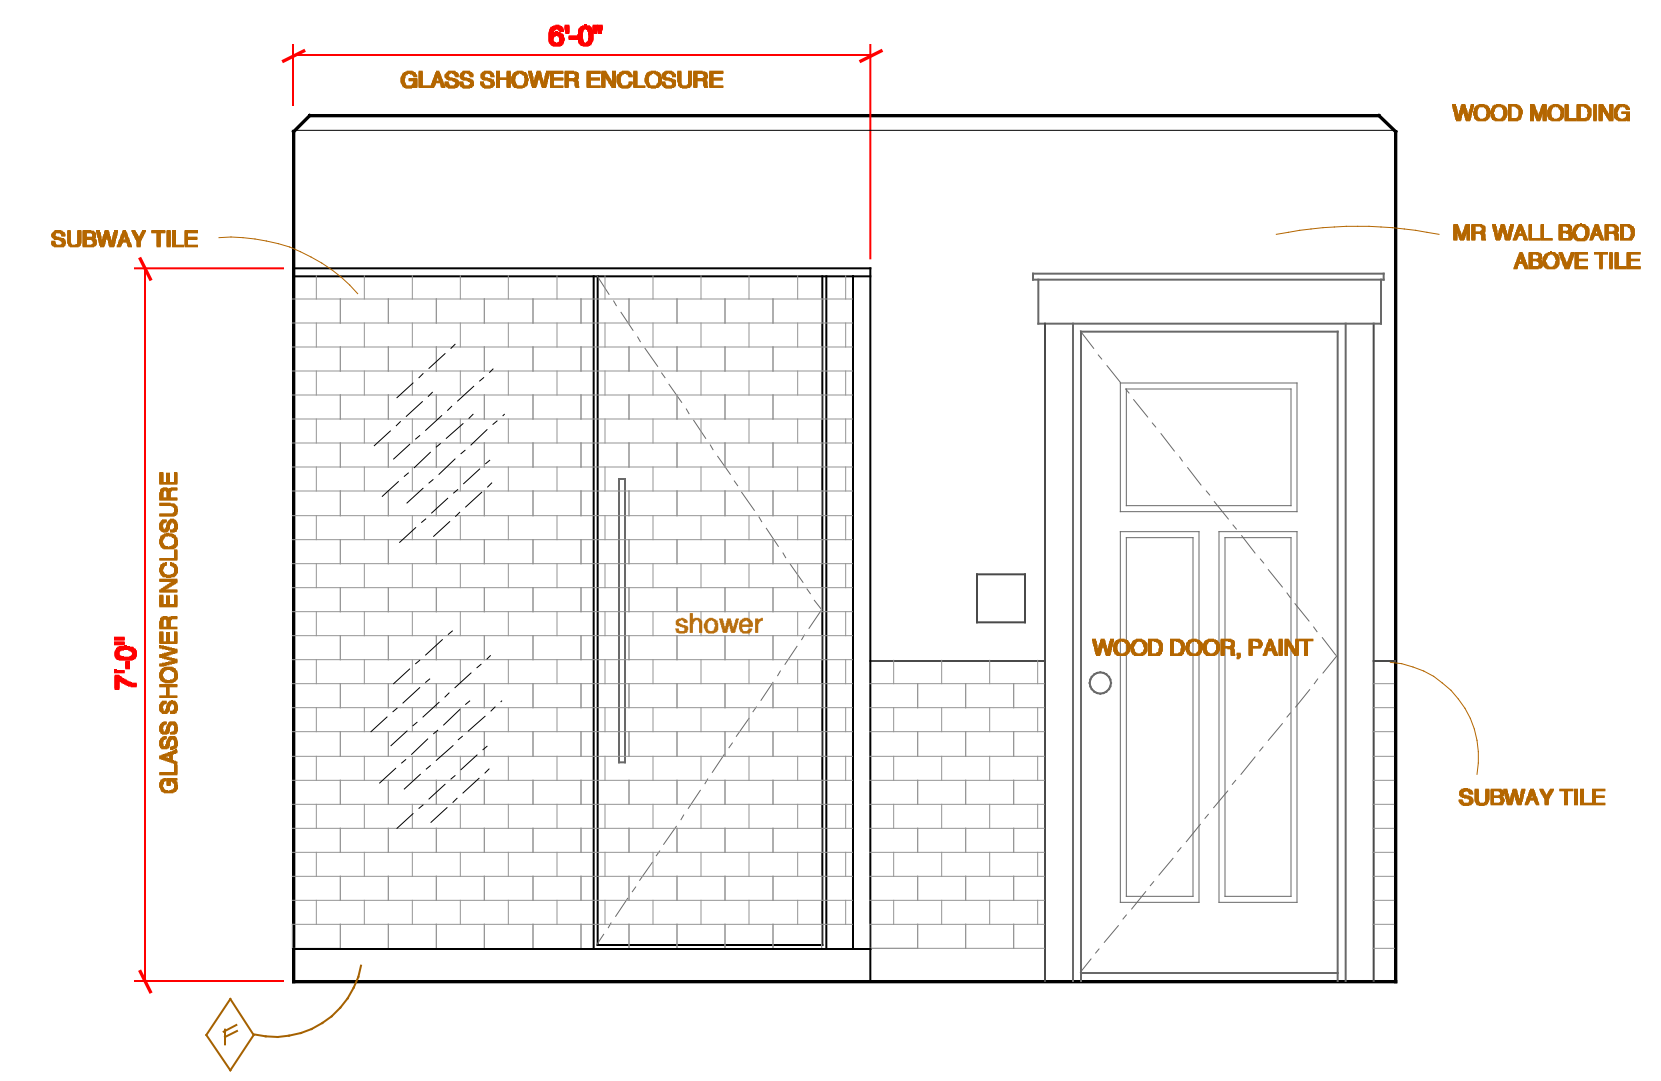 6'-0"
GLASS SHOWER ENCLOSURE
WOOD MOLDING
SUBWAY TILE
MR WALL BOARD
ABOVE TILE
7'-0"
GLASS SHOWER ENCLOSURE
shower
WOOD DOOR, PAINT
SUBWAY TILE
F